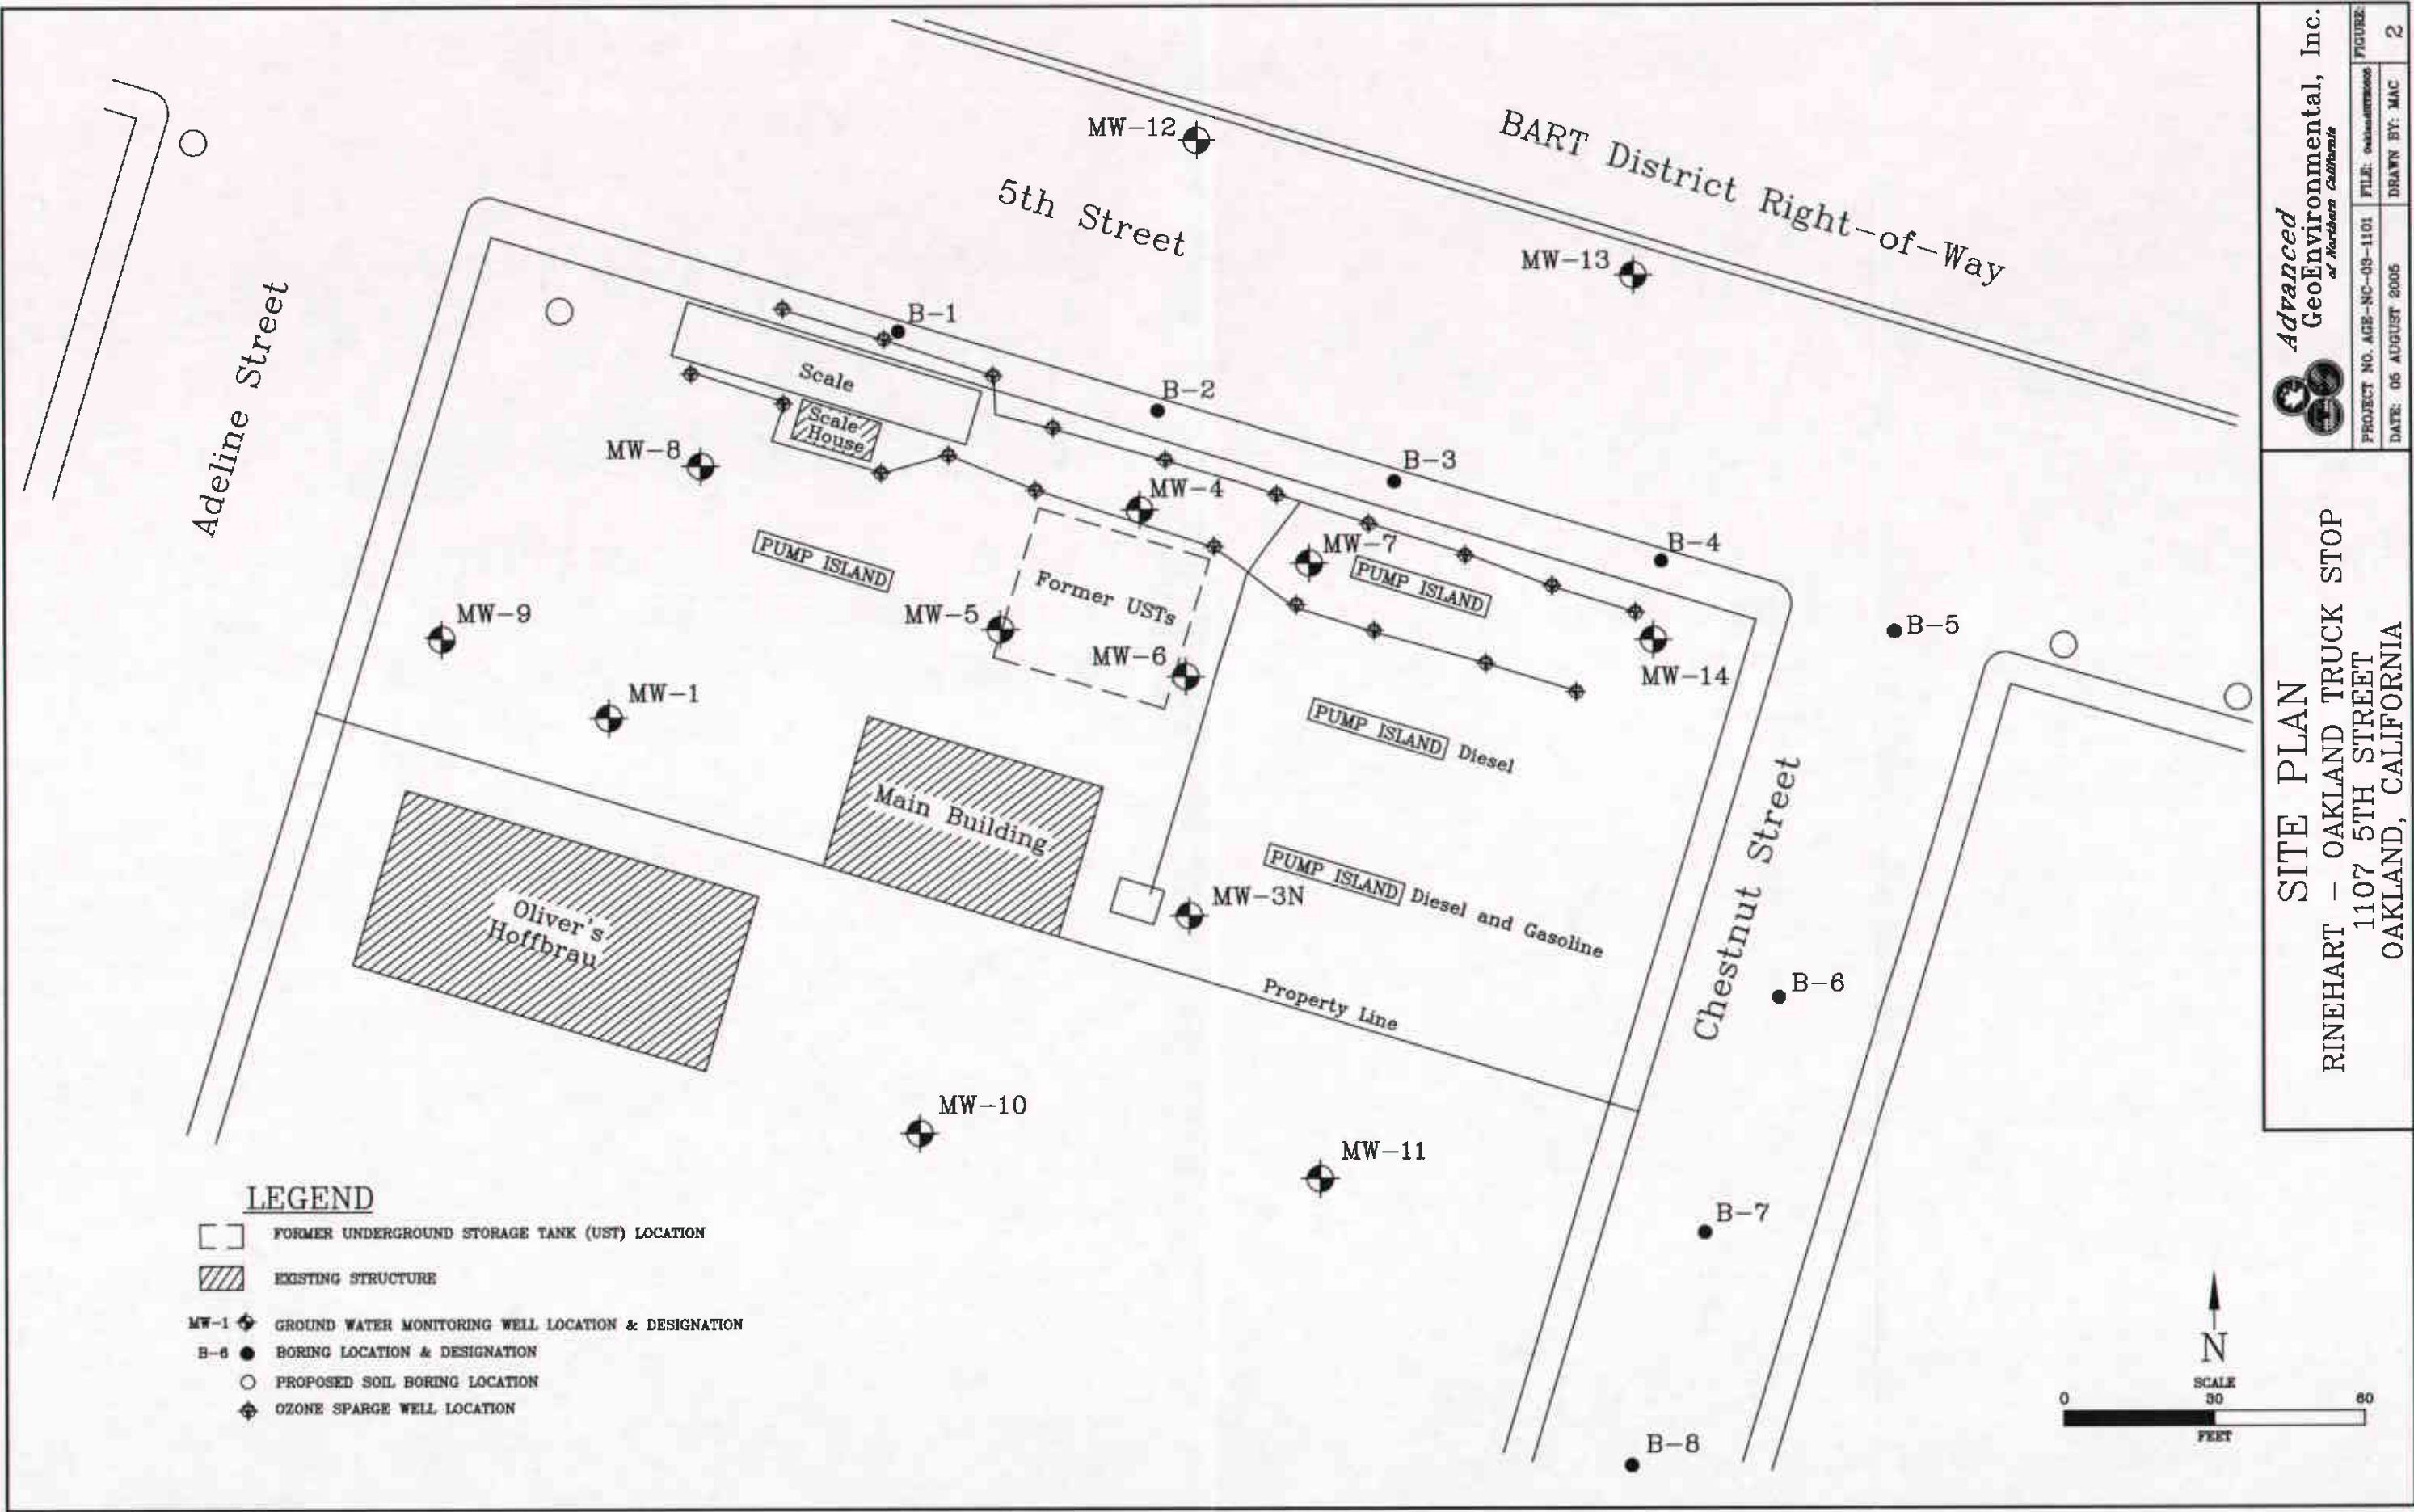 BART District Right-of-Way
MW-12
5th Street
MW-13
Adeline Street
B-1
B-2
B-3
B-4
B-5
Scale
Scale
House
MW-8
MW-4
MW-7
PUMP ISLAND
PUMP ISLAND
Former USTs
MW-5
MW-6
MW-9
MW-1
MW-14
PUMP ISLAND Diesel
Main Building
PUMP ISLAND Diesel and Gasoline
MW-3N
Oliver's
Hoffbrau
Chestnut Street
Property Line
B-6
MW-10
MW-11
B-7
B-8
LEGEND
FORMER UNDERGROUND STORAGE TANK (UST) LOCATION
EXISTING STRUCTURE
MW-1 GROUND WATER MONITORING WELL LOCATION & DESIGNATION
B-6 BORING LOCATION & DESIGNATION
PROPOSED SOIL BORING LOCATION
OZONE SPARGE WELL LOCATION
N
SCALE
0 30 60
FEET
SITE PLAN
RINEHART - OAKLAND TRUCK STOP
1107 5TH STREET
OAKLAND, CALIFORNIA
Advanced
GeoEnvironmental, Inc.
of Northern California
PROJECT NO. AGE-NC-03-1101 FILE: FIGURE:
DATE: 05 AUGUST 2005 DRAWN BY: MAC 2